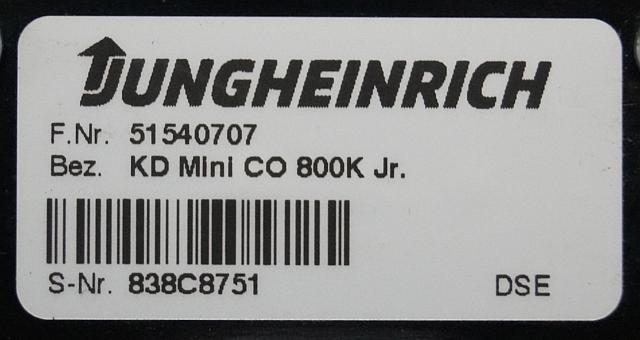 JUNGHEINRICH
F.Nr. 51540707
Bez. KD Mini CO 800K Jr.
S-Nr. 838C8751 DSE